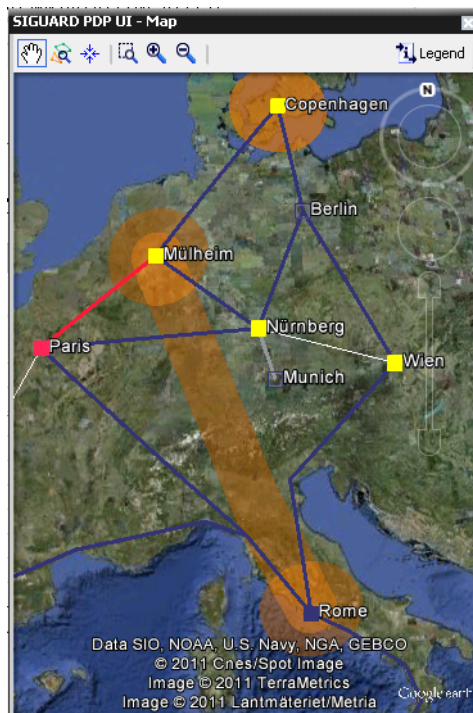 SIGUARD PDP UI - Map
Legend
N
Copenhagen
Berlin
Mülheim
Nürnberg
Paris
Wien
Munich
Rome
Data SIO, NOAA, U.S. Navy, NGA, GEBCO
© 2011 Cnes/Spot Image
Image © 2011 TerraMetrics
Image © 2011 Lantmäteriet/Metria
Google earth